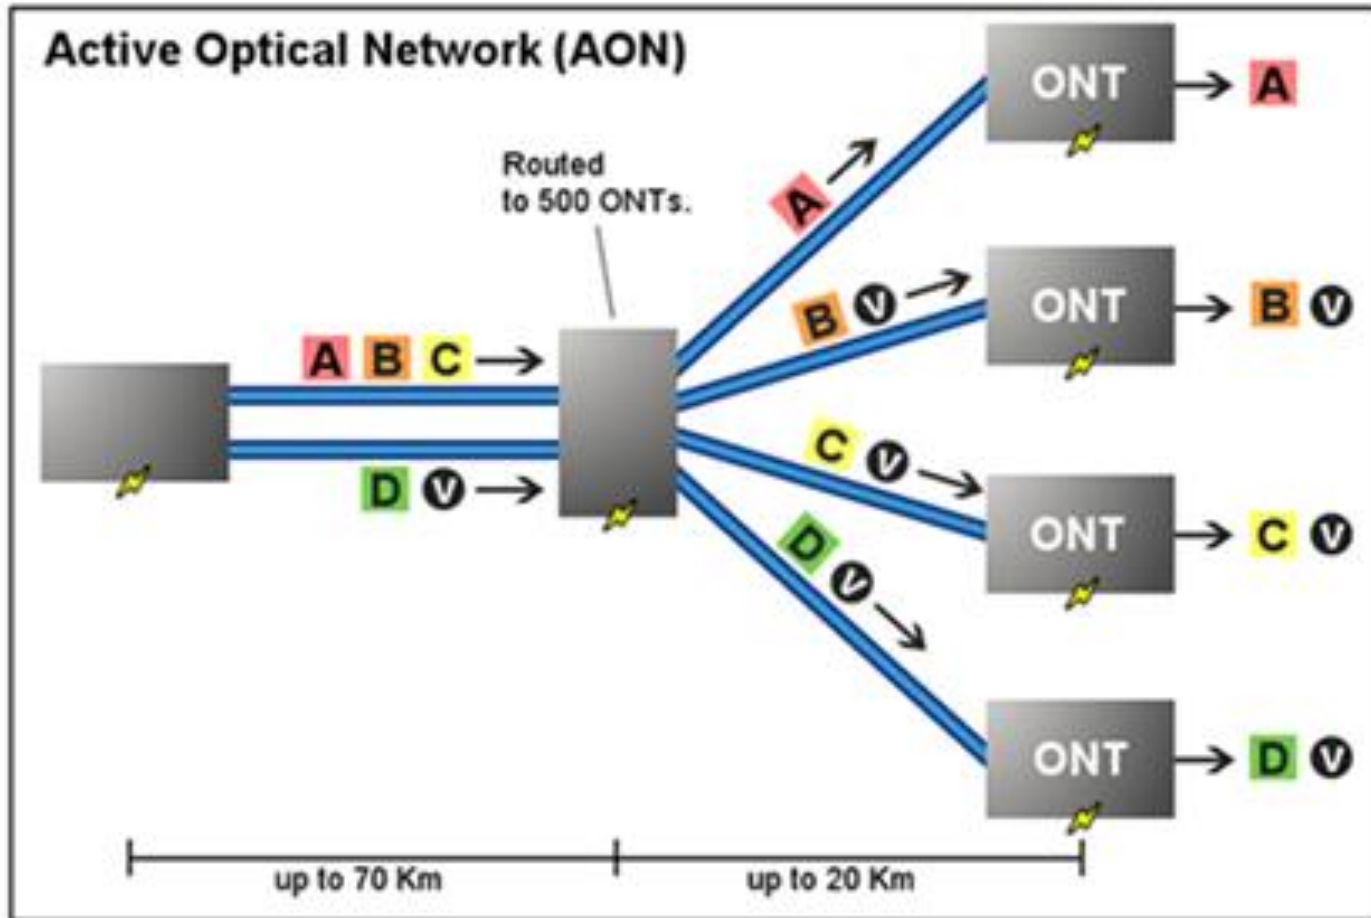 Active Optical Network (AON)
Routed
to 500 ONTs.
A B C
D V
A
B V
C V
D V
ONT
A
ONT
B V
ONT
C V
ONT
D V
up to 70 Km
up to 20 Km